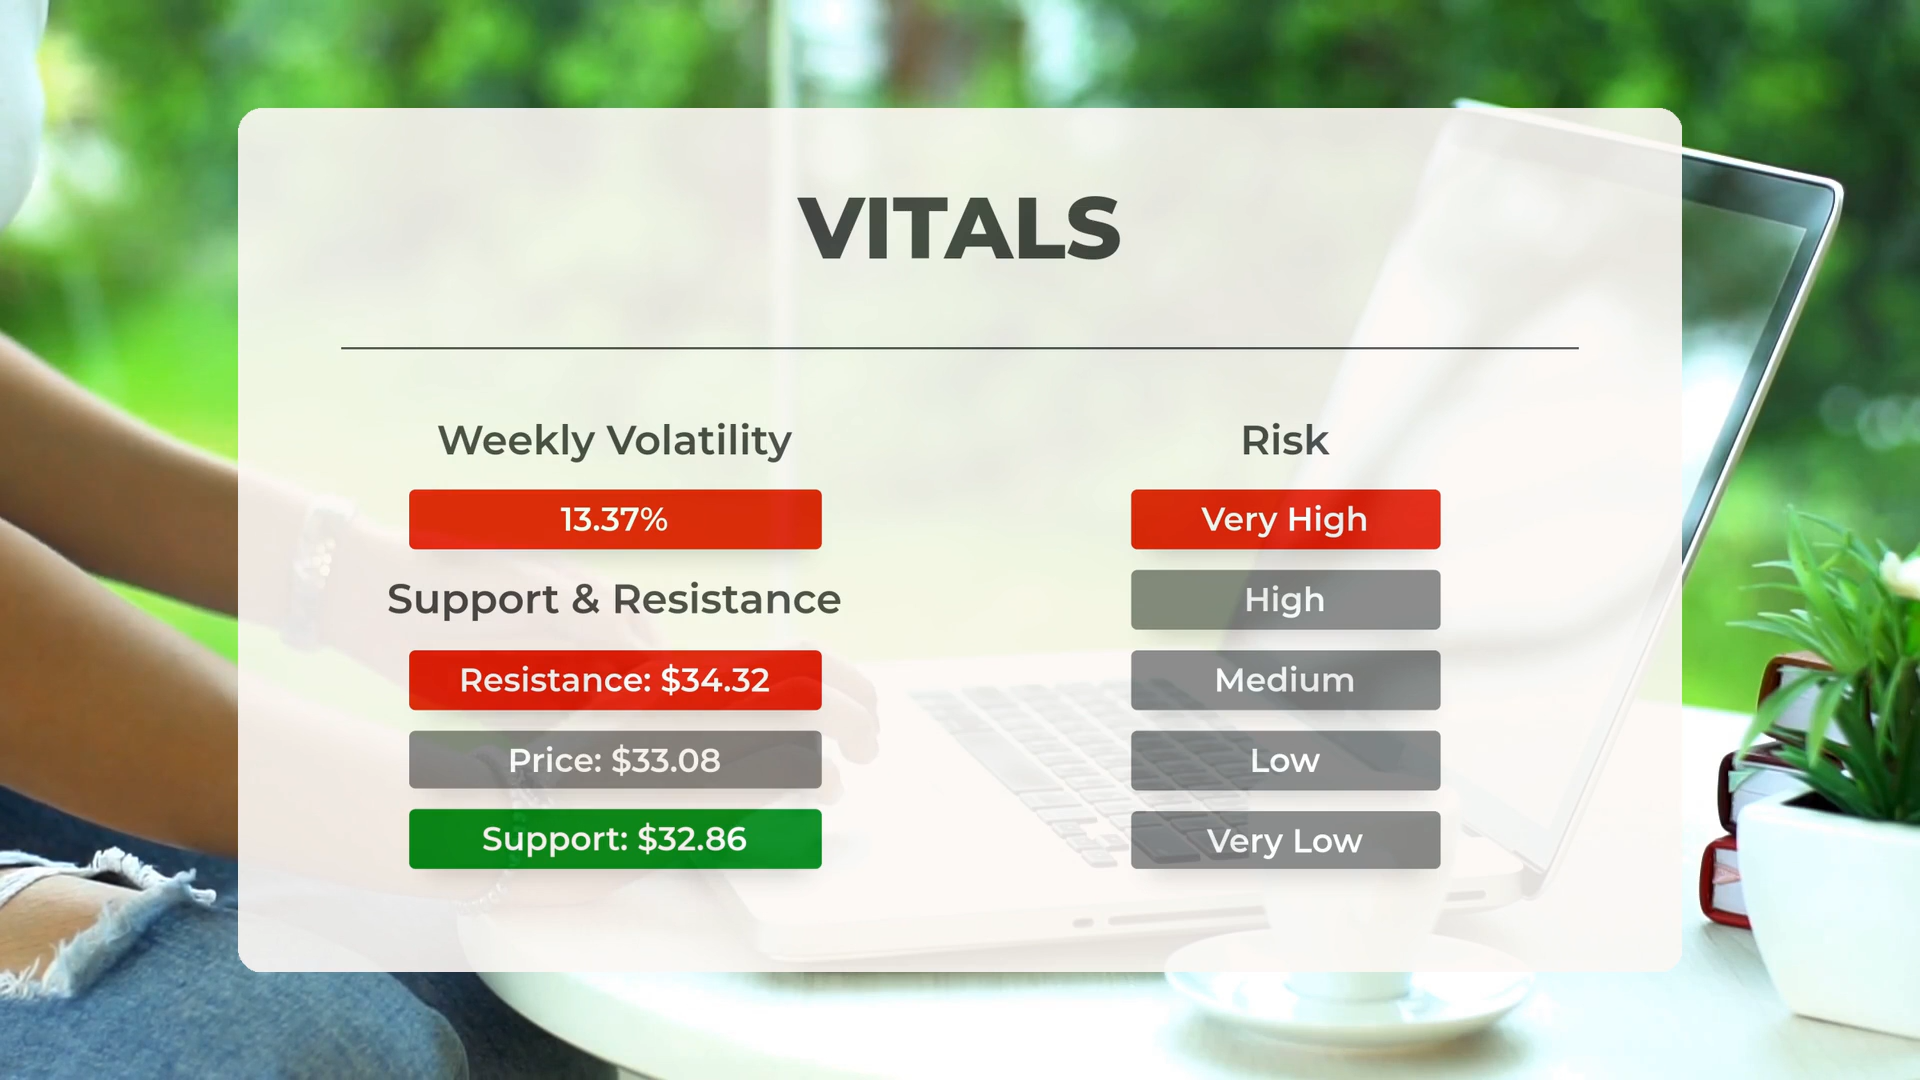 VITALS
Weekly Volatility
13.37%
Support & Resistance
Resistance: $34.32
Price: $33.08
Support: $32.86
Risk
Very High
High
Medium
Low
Very Low